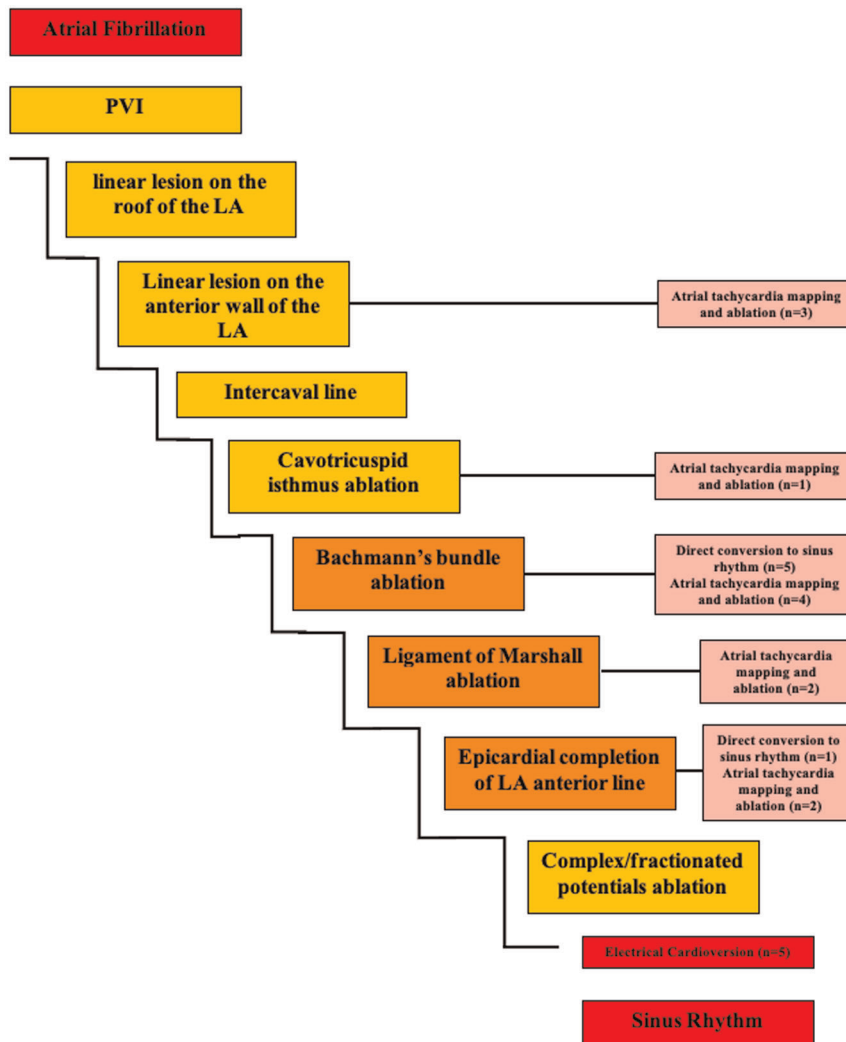 Atrial Fibrillation
PVI
linear lesion on the
roof of the LA
Linear lesion on the
anterior wall of the
LA
Atrial tachycardia mapping
and ablation (n=3)
Intercaval line
Cavotricuspid
isthmus ablation
Atrial tachycardia mapping
and ablation (n=1)
Bachmann's bundle
ablation
Direct conversion to sinus
rhythm (n=5)
Atrial tachycardia mapping
and ablation (n=4)
Ligament of Marshall
ablation
Atrial tachycardia
mapping and
ablation (n=2)
Epicardial completion
of LA anterior line
Direct conversion to
sinus rhythm (n=1)
Atrial tachycardia
mapping and
ablation (n=2)
Complex/fractionated
potentials ablation
Electrical Cardioversion (n=5)
Sinus Rhythm